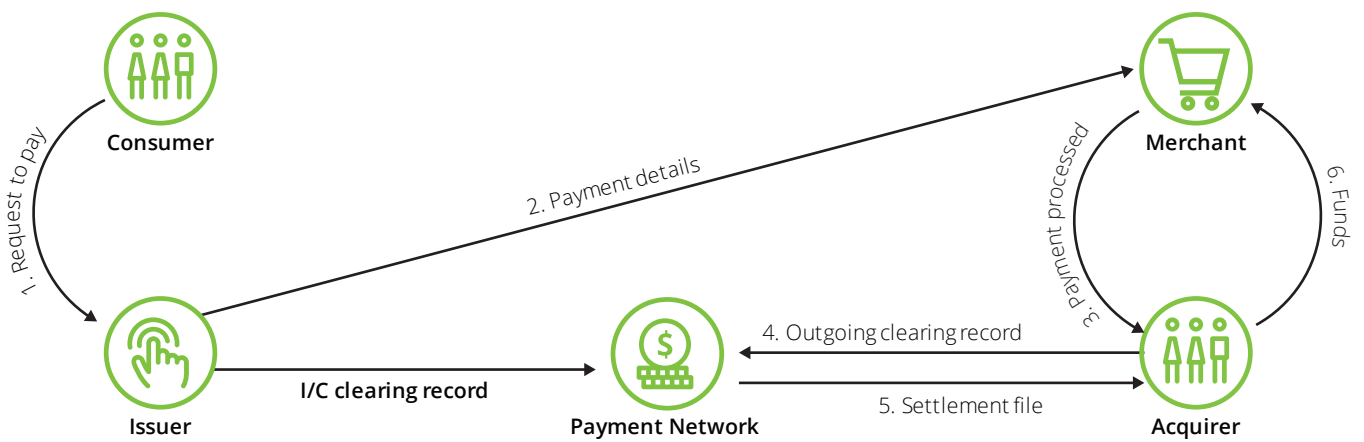 Consumer
Merchant
1. Request to pay
2. Payment details
3. Payment processed
6. Funds
$
4. Outgoing clearing record
I/C clearing record
5. Settlement file
Issuer
Payment Network
Acquirer